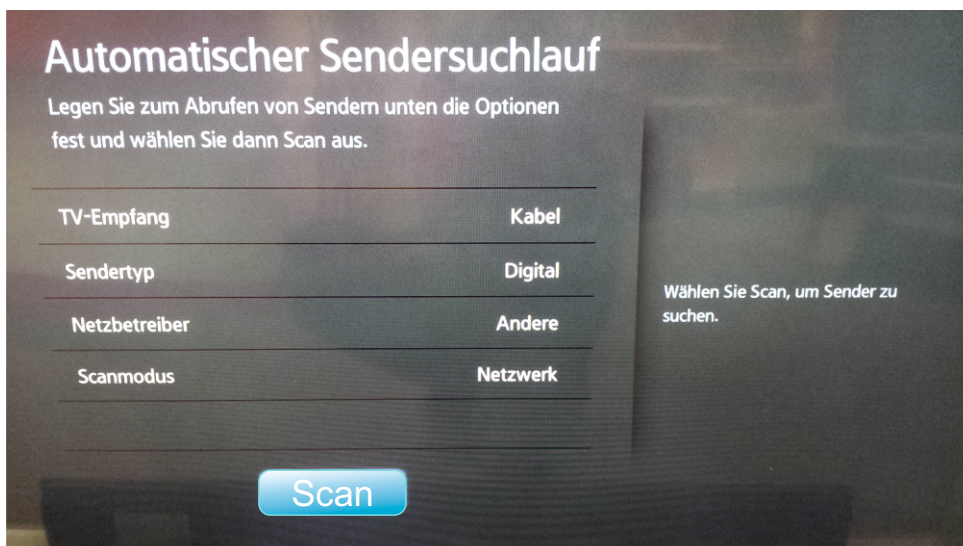 Automatischer Sendersuchlauf
Legen Sie zum Abrufen von Sendern unten die Optionen
fest und wählen Sie dann Scan aus.
TV-Empfang Kabel
Sendertyp Digital
Wählen Sie Scan, um Sender zu
suchen.
Netzbetreiber Andere
Scanmodus Netzwerk
Scan